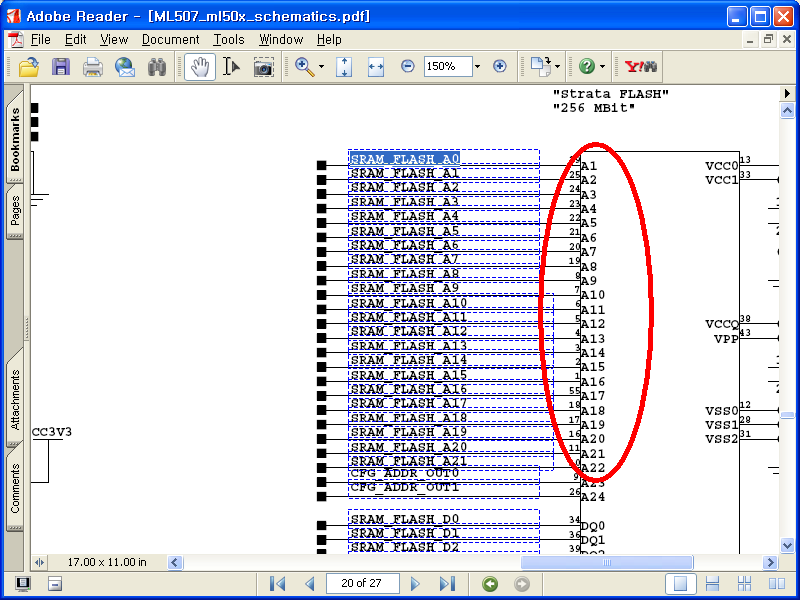 Adobe Reader - [ML507_ml50x_schematics.pdf]
File Edit View Document Tools Window Help
150%
Y!
Bookmarks
Pages
Attachments
Comments
"Strata FLASH"
"256 MBit"
SRAM_FLASH_A0 A1 VCC0 13
SRAM_FLASH_A1 25 A2 VCC1 33
SRAM_FLASH_A2 24 A3
SRAM_FLASH_A3 23 A4
SRAM_FLASH_A4 22 A5
SRAM_FLASH_A5 21 A6
SRAM_FLASH_A6 20 A7
SRAM_FLASH_A7 19 A8
SRAM_FLASH_A8 8 A9
SRAM_FLASH_A9 7 A10
SRAM_FLASH_A10 6 A11
SRAM_FLASH_A11 5 A12 VCCQ 38
SRAM_FLASH_A12 4 A13 VPP 43
SRAM_FLASH_A13 3 A14
SRAM_FLASH_A14 2 A15
SRAM_FLASH_A15 1 A16
SRAM_FLASH_A16 55 A17
SRAM_FLASH_A17 18 A18 VSS0 12
SRAM_FLASH_A18 17 A19 VSS1 28
SRAM_FLASH_A19 16 A20 VSS2 31
SRAM_FLASH_A20 11 A21
SRAM_FLASH_A21 A22
CFG_ADDR_OUT0 9 A23
CFG_ADDR_OUT1 26 A24
CC3V3
SRAM_FLASH_D0 34 DQ0
SRAM_FLASH_D1 36 DQ1
SRAM_FLASH_D2 39
17.00 x 11.00 in
20 of 27